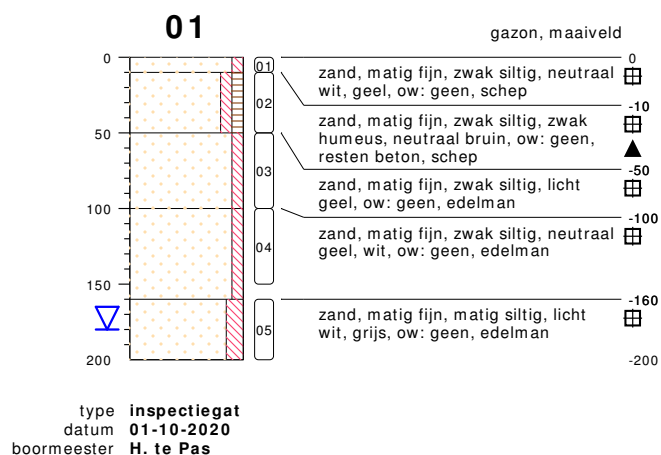 01
gazon, maaiveld
0
01
0
zand, matig fijn, zwak siltig, neutraal
wit, geel, ow: geen, schep
02
-10
zand, matig fijn, zwak siltig, zwak
humeus, neutraal bruin, ow: geen,
resten beton, schep
50
-50
03
zand, matig fijn, zwak siltig, licht
geel, ow: geen, edelman
100
-100
04
zand, matig fijn, zwak siltig, neutraal
geel, wit, ow: geen, edelman
150
-160
05
zand, matig fijn, matig siltig, licht
wit, grijs, ow: geen, edelman
200
-200
type inspectiegat
datum 01-10-2020
boormeester H. te Pas